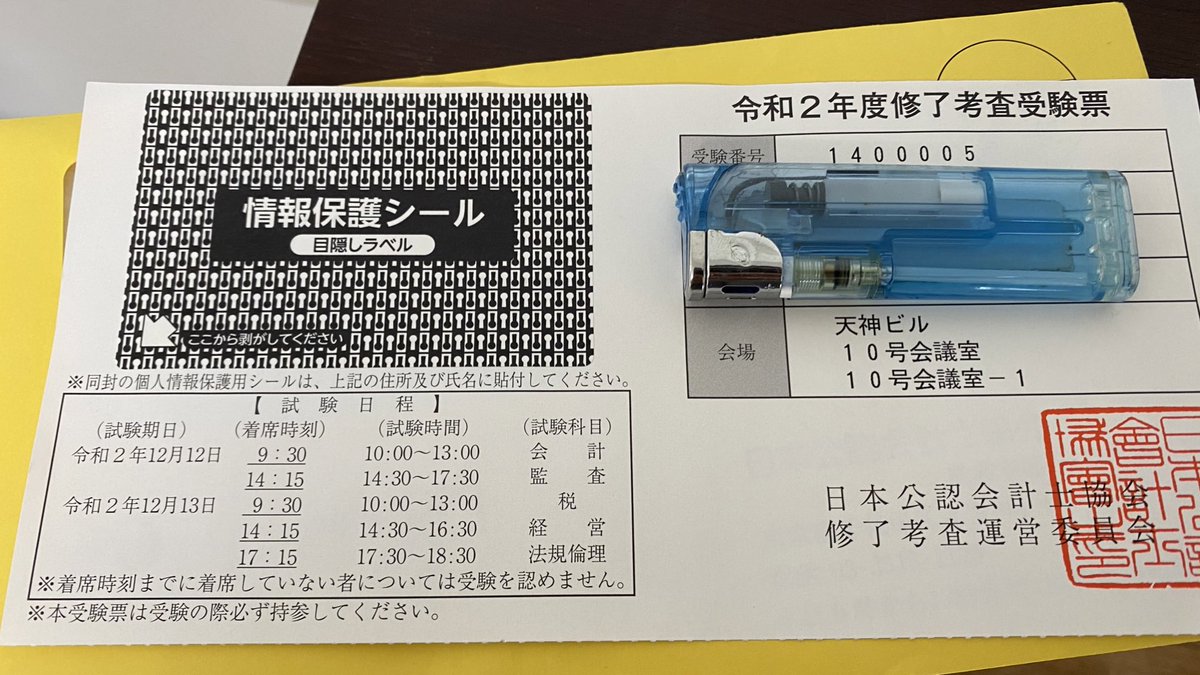 情報保護シール
目隠しラベル
ここから剥がしてください
※同封の個人情報保護用シールは、上記の住所及び氏名に貼付してください。
【 試 験 日 程 】
(試験期日) (着席時刻) (試験時間) (試験科目)
令和2年12月12日 9:30 10:00～13:00 会 計
14:15 14:30～17:30 監 査
令和2年12月13日 9:30 10:00～13:00 税
14:15 14:30～16:30 経 営
17:15 17:30～18:30 法規倫理
※着席時刻までに着席していない者については受験を認めません。
※本受験票は受験の際必ず持参してください。
令和2年度修了考査受験票
受験番号 1400005
会場 天神ビル
10号会議室
10号会議室－1
日本公認会計士協会
修了考査運営委員会